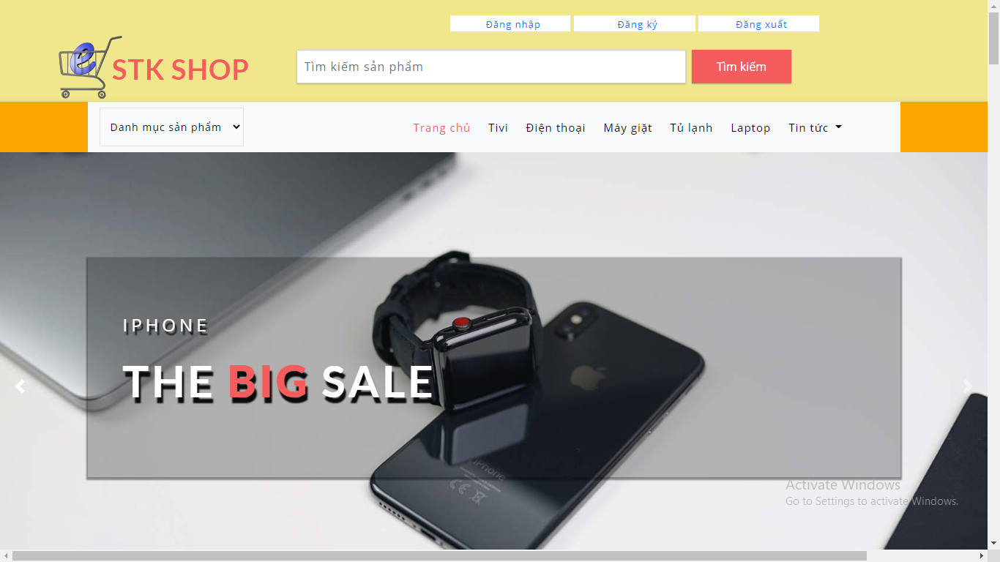 Đăng nhập Đăng ký Đăng xuất
e STK SHOP
Tìm kiếm sản phẩm Tìm kiếm
Danh mục sản phẩm Trang chủ Tivi Điện thoại Máy giặt Tủ lạnh Laptop Tin tức
IPHONE
THE BIG SALE
iPhone
Activate Windows
Go to Settings to activate Windows.